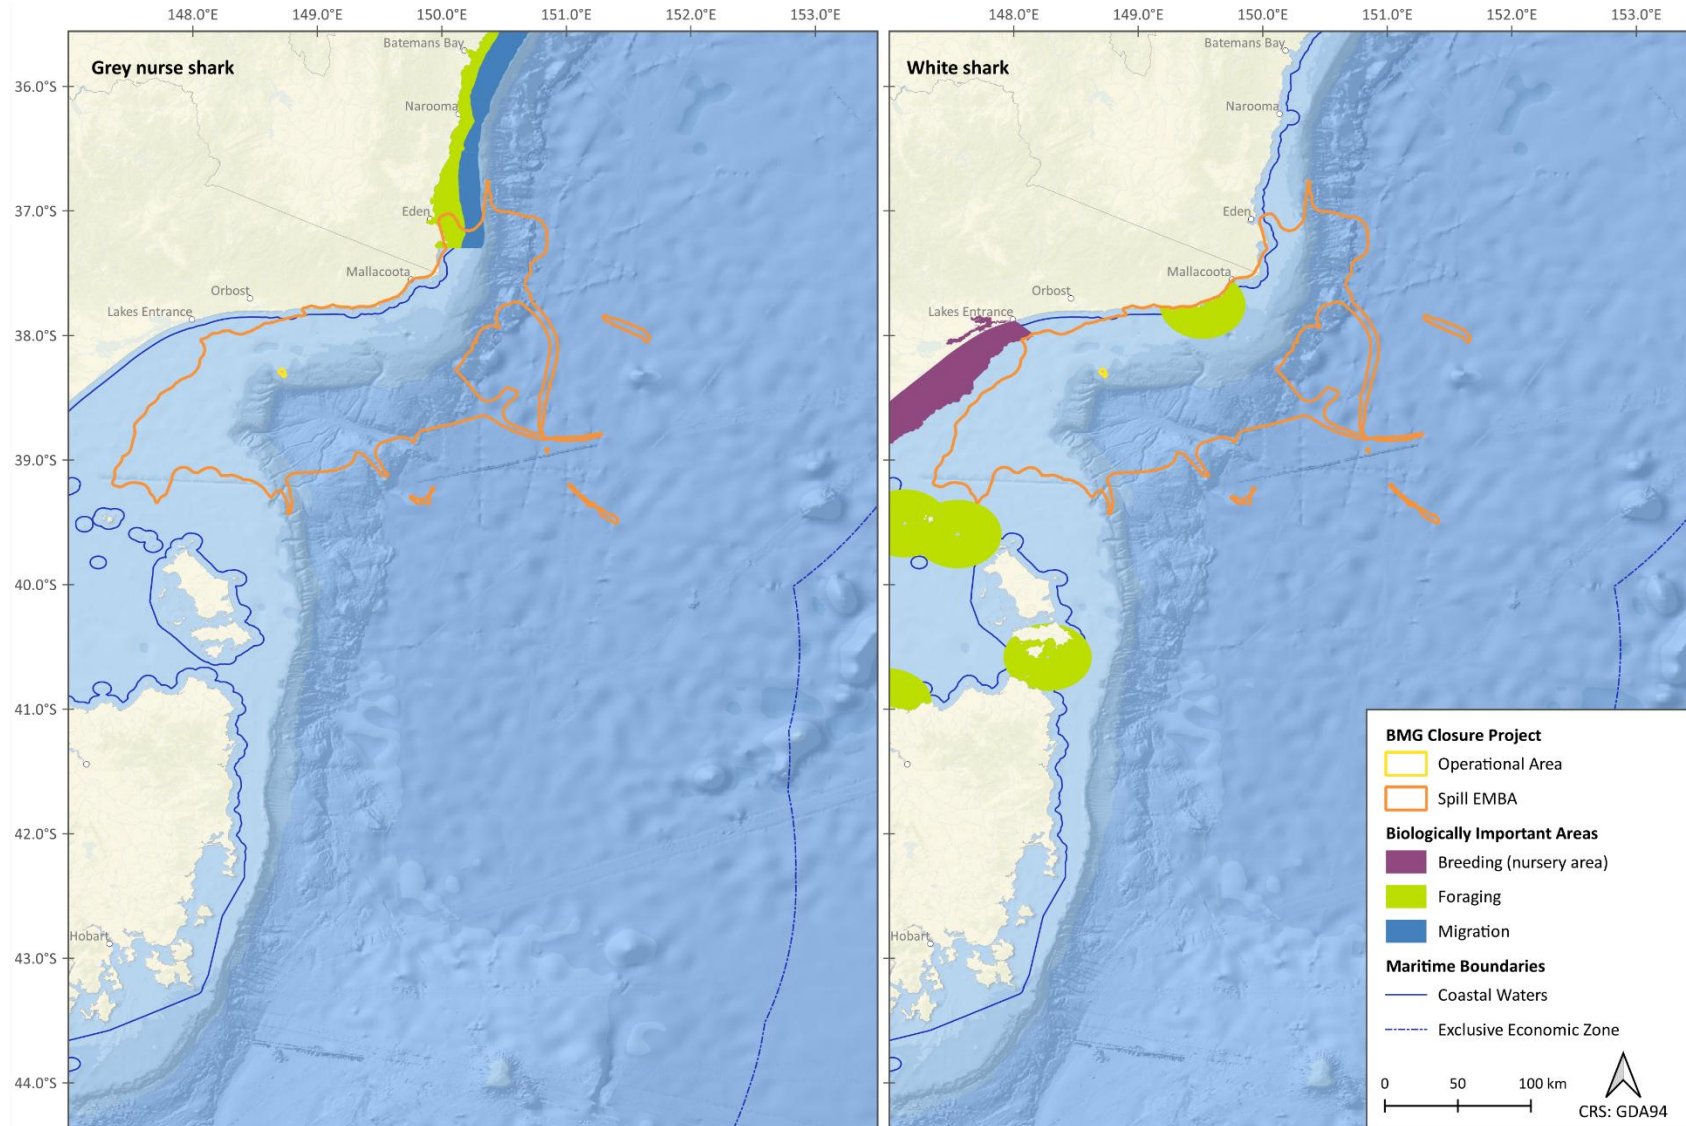 148.0°E 149.0°E 150.0°E 151.0°E 152.0°E 153.0°E 148.0°E 149.0°E 150.0°E 151.0°E 152.0°E 153.0°E
Grey nurse shark
White shark
36.0°S
37.0°S
38.0°S
39.0°S
40.0°S
41.0°S
42.0°S
43.0°S
44.0°S
Batemans Bay
Narooma
Eden
Mallacoota
Orbost
Lakes Entrance
Hobart
Batemans Bay
Narooma
Eden
Mallacoota
Orbost
Lakes Entrance
Hobart
BMG Closure Project
Operational Area
Spill EMBA
Biologically Important Areas
Breeding (nursery area)
Foraging
Migration
Maritime Boundaries
Coastal Waters
Exclusive Economic Zone
0 50 100 km
CRS: GDA94